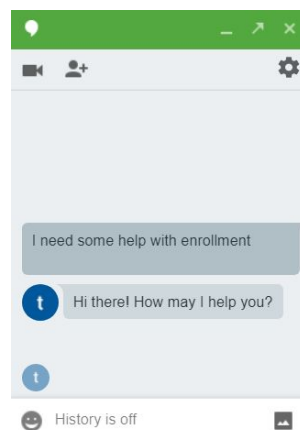 I need some help with enrollment
t
Hi there! How may I help you?
t
History is off